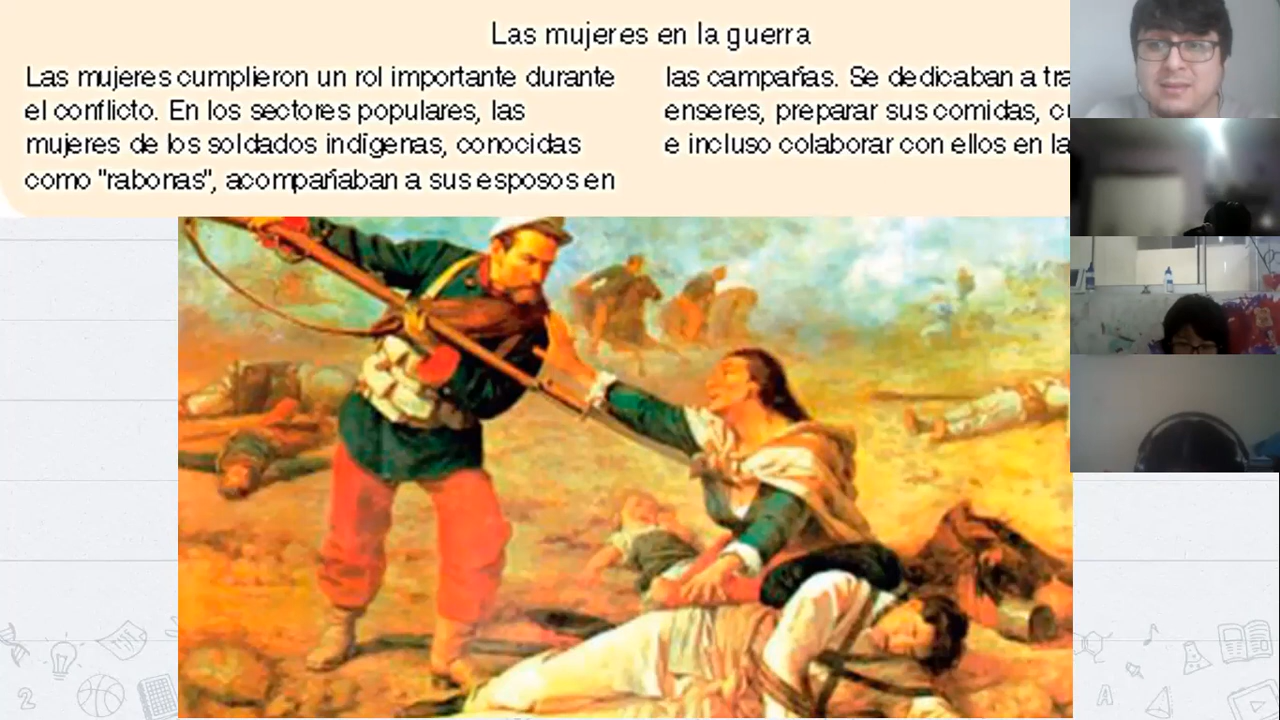 Las mujeres en la guerra
Las mujeres cumplieron un rol importante durante
el conflicto. En los sectores populares, las
mujeres de los soldados indígenas, conocidas
como "rabonas", acompañaban a sus esposos en
las campañas. Se dedicaban a
enseres, preparar sus comidas,
e incluso colaborar con ellos en